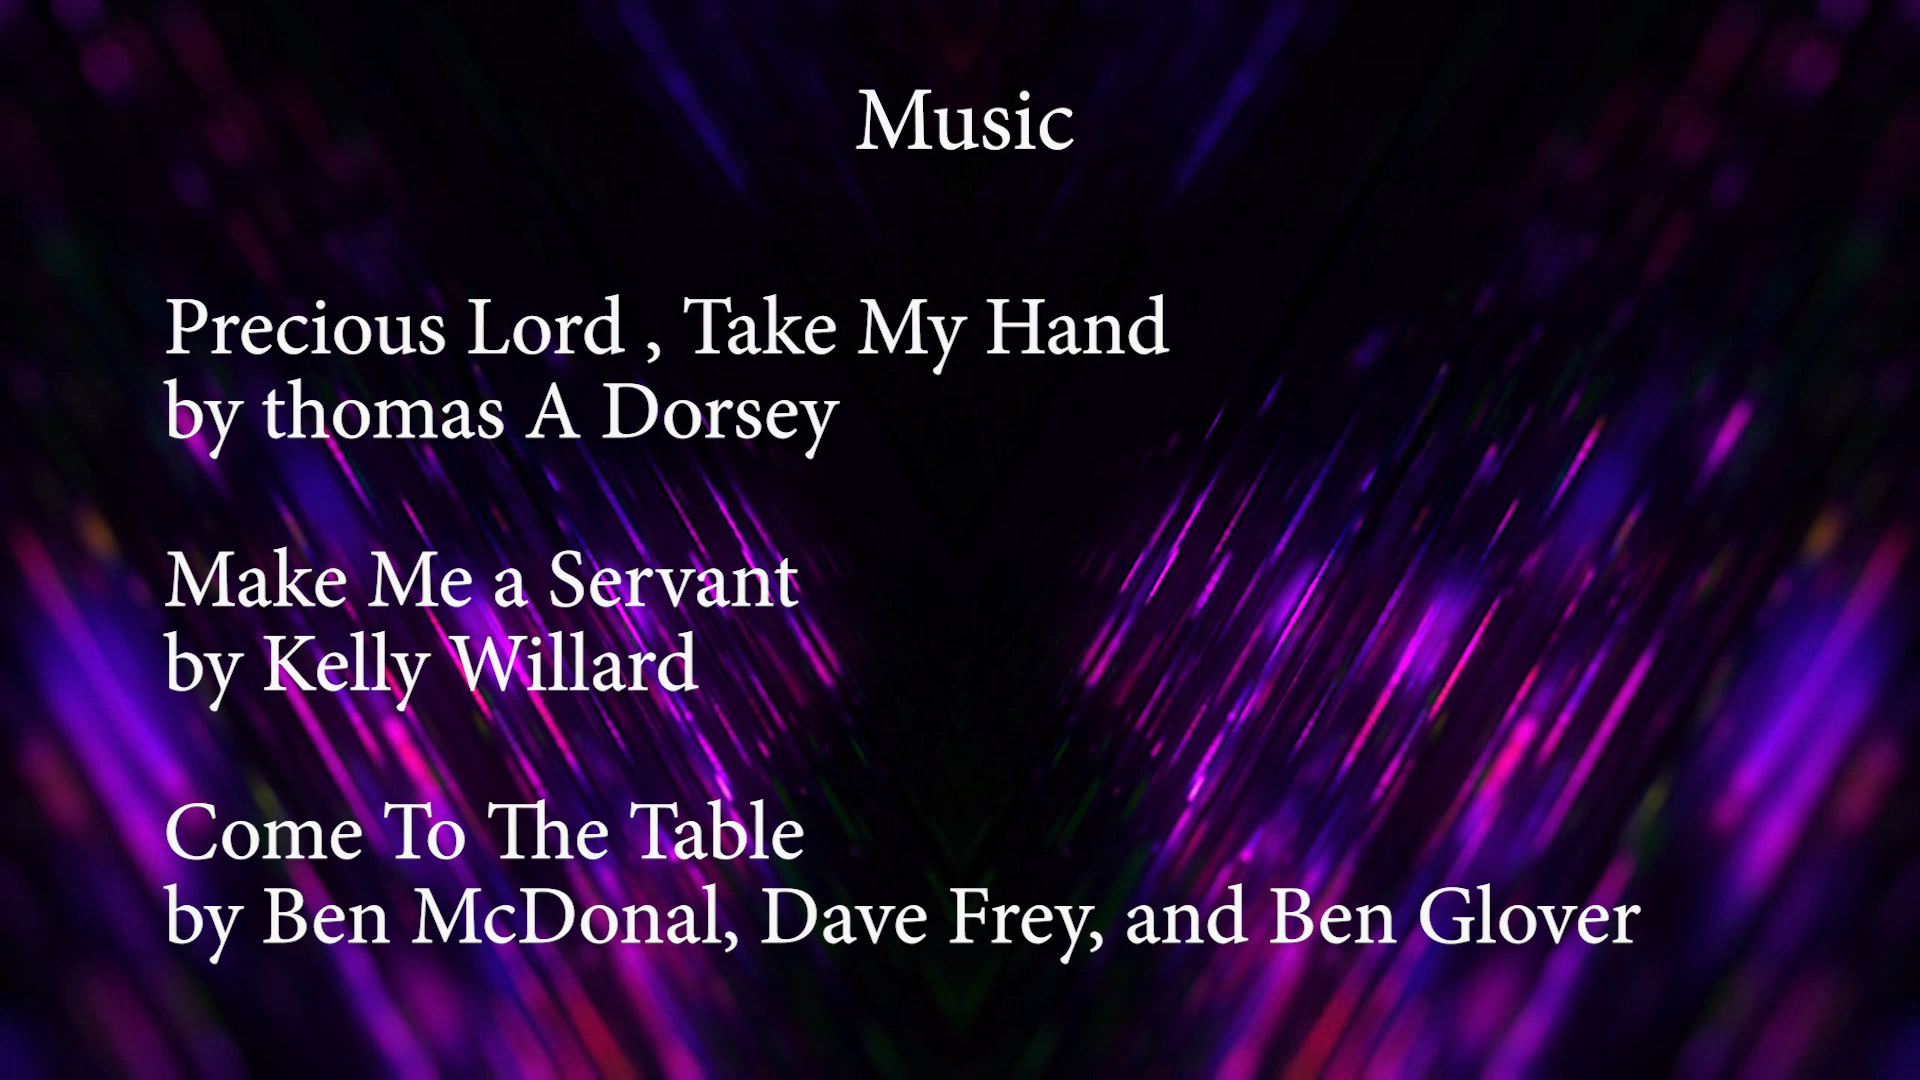 Music
Precious Lord , Take My Hand
by thomas A Dorsey
Make Me a Servant
by Kelly Willard
Come To The Table
by Ben McDonal, Dave Frey, and Ben Glover